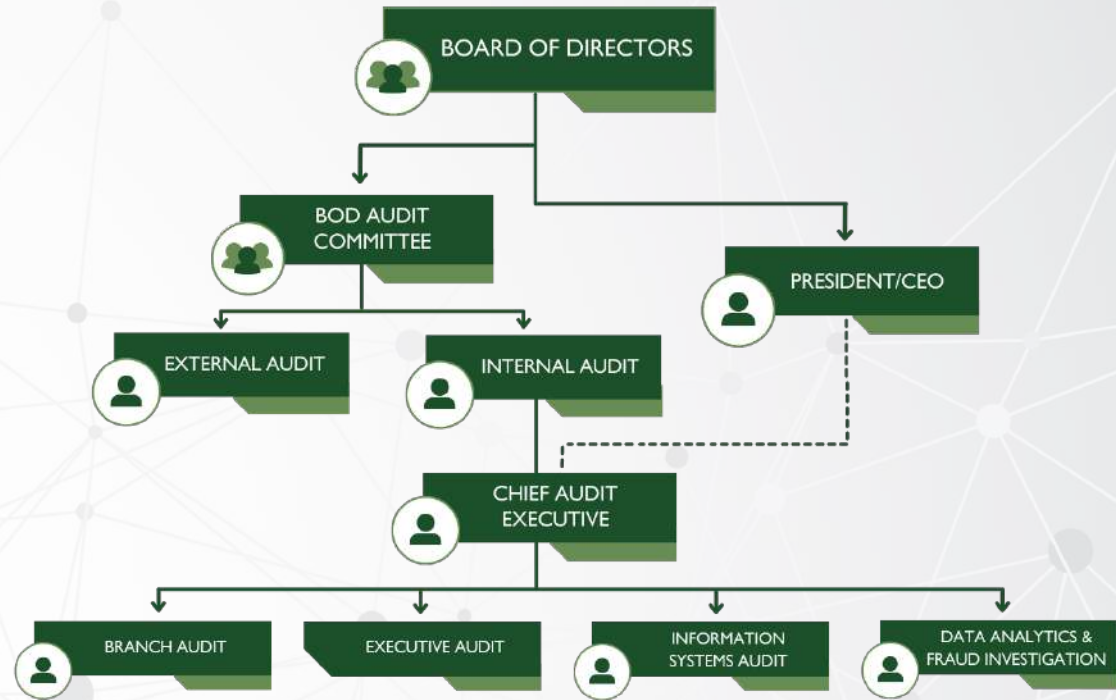 BOARD OF DIRECTORS
BOD AUDIT
COMMITTEE
PRESIDENT/CEO
EXTERNAL AUDIT
INTERNAL AUDIT
CHIEF AUDIT
EXECUTIVE
BRANCH AUDIT
EXECUTIVE AUDIT
INFORMATION
SYSTEMS AUDIT
DATA ANALYTICS &
FRAUD INVESTIGATION